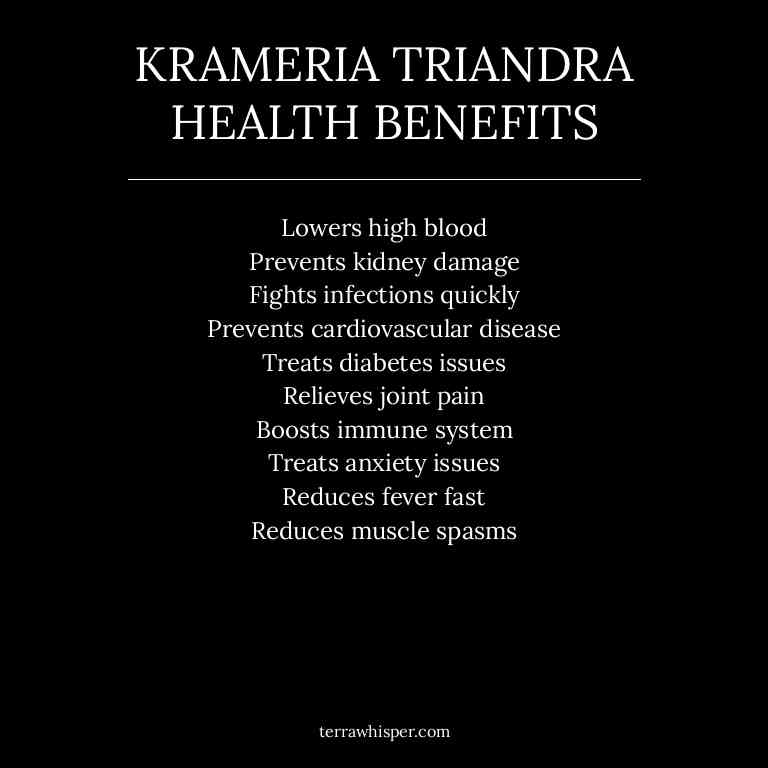 KRAMERIA TRIANDRA
HEALTH BENEFITS
Lowers high blood
Prevents kidney damage
Fights infections quickly
Prevents cardiovascular disease
Treats diabetes issues
Relieves joint pain
Boosts immune system
Treats anxiety issues
Reduces fever fast
Reduces muscle spasms
terrawhisper.com